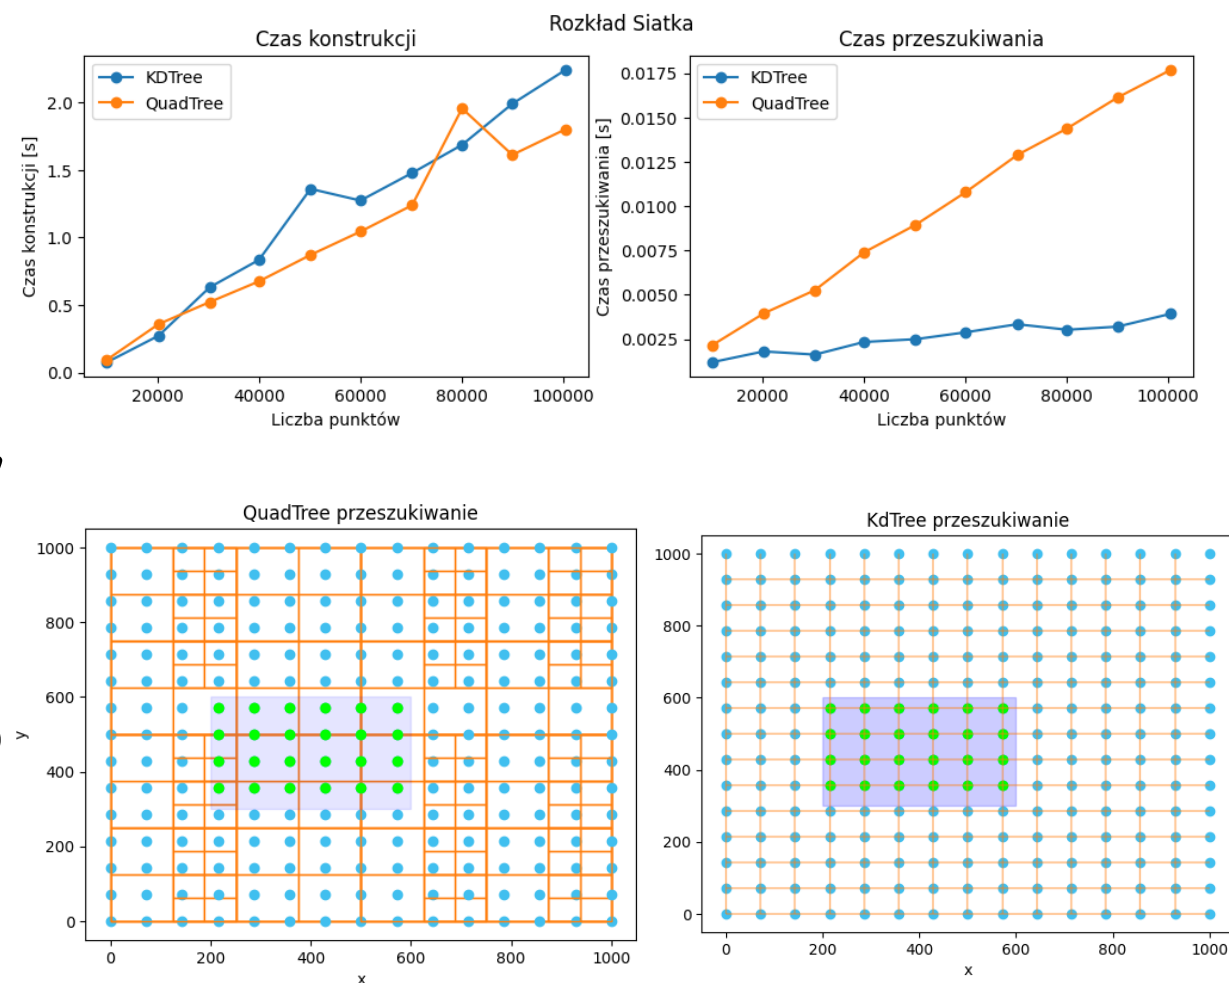 Rozkład Siatka
Czas konstrukcji
Czas przeszukiwania
KDTree
QuadTree
KDTree
QuadTree
Czas konstrukcji [s]
2.0
1.5
1.0
0.5
0.0
20000 40000 60000 80000 100000
Liczba punktów
Czas przeszukiwania [s]
0.0175
0.0150
0.0125
0.0100
0.0075
0.0050
0.0025
20000 40000 60000 80000 100000
Liczba punktów
QuadTree przeszukiwanie
1000
800
600
400
200
0
y
0 200 400 600 800 1000
x
KdTree przeszukiwanie
1000
800
600
400
200
0
0 200 400 600 800 1000
x